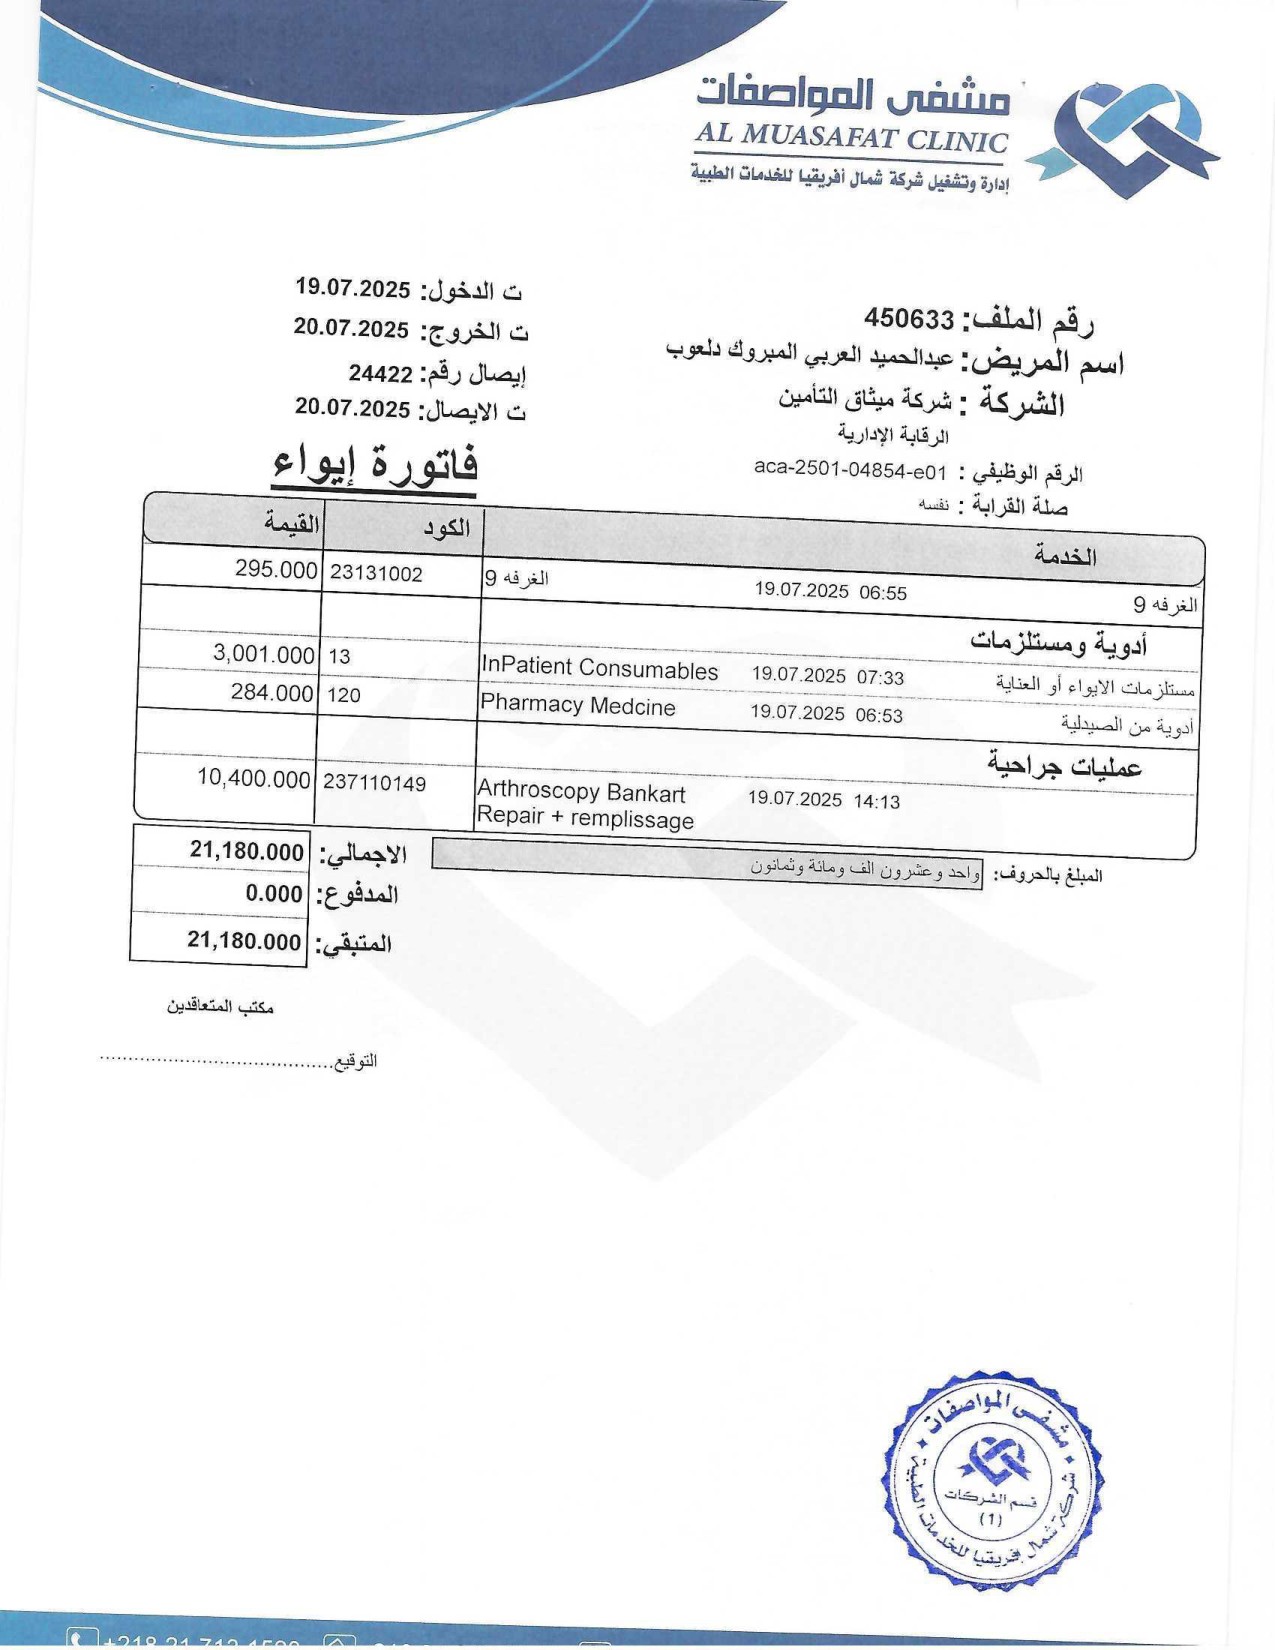 مشفى المواصفات
AL MUASAFAT CLINIC
إدارة وتشغيل شركة شمال أفريقيا للخدمات الطبية
رقم الملف: 450633
اسم المريض: عبدالحميد العربي المبروك دلعوب
الشركة : شركة ميثاق التأمين
الرقابة الإدارية
الرقم الوظيفي : aca-2501-04854-e01
صلة القرابة : نفسه
ت الدخول: 19.07.2025
ت الخروج: 20.07.2025
إيصال رقم: 24422
ت الايصال: 20.07.2025
فاتورة إيواء
الخدمة الكود القيمة
الغرفه 9 19.07.2025 06:55 الغرفه 9 23131002 295.000
أدوية ومستلزمات
مستلزمات الايواء أو العناية 19.07.2025 07:33 InPatient Consumables 13 3,001.000
أدوية من الصيدلية 19.07.2025 06:53 Pharmacy Medcine 120 284.000
عمليات جراحية
19.07.2025 14:13 Arthroscopy Bankart 237110149 10,400.000
Repair + remplissage
المبلغ بالحروف: واحد وعشرون الف ومائة وثمانون
الاجمالي: 21,180.000
المدفوع: 0.000
المتبقي: 21,180.000
مكتب المتعاقدين
التوقيع..........................................
مشفى المواصفات
قسم الشركات
(1)
شركة شمال إفريقيا للخدمات الطبية